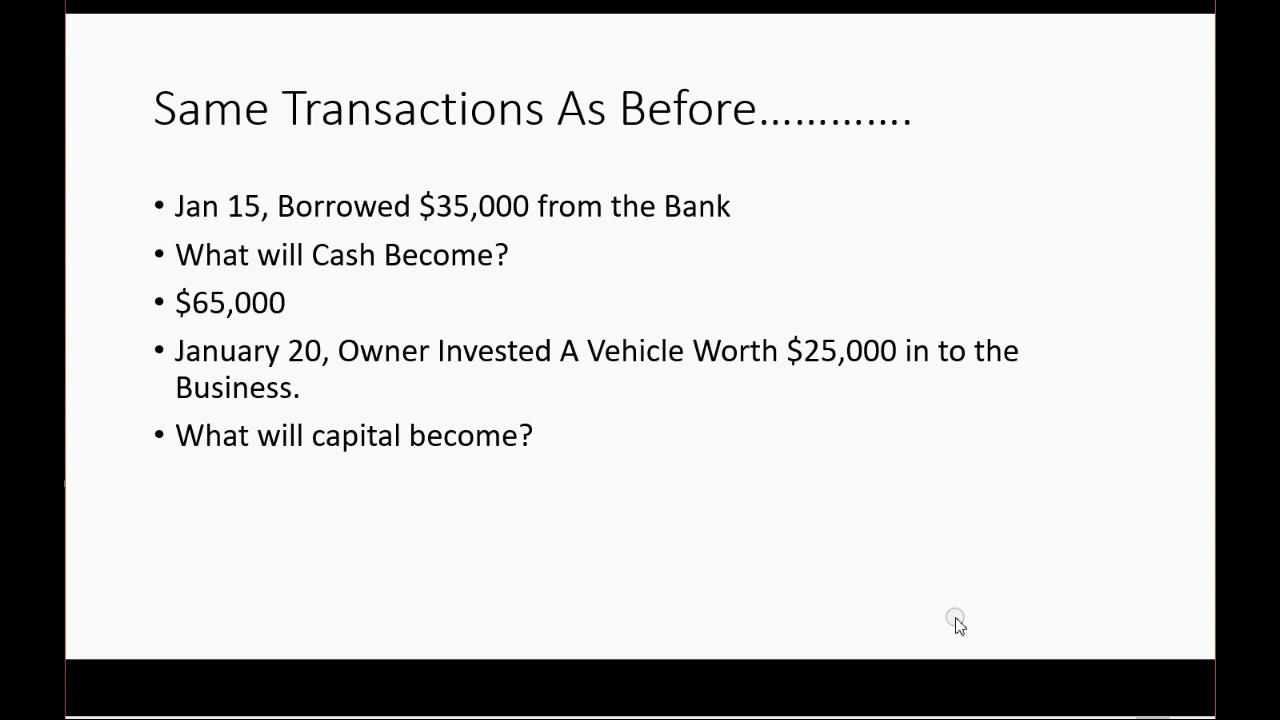 Same Transactions As Before.............
• Jan 15, Borrowed $35,000 from the Bank
• What will Cash Become?
• $65,000
• January 20, Owner Invested A Vehicle Worth $25,000 in to the
Business.
• What will capital become?